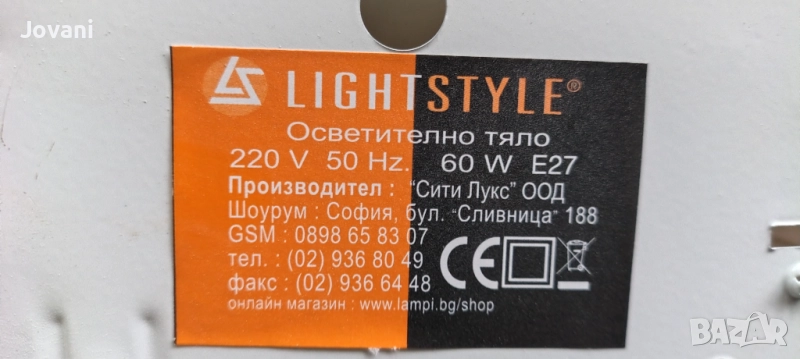 Jovani
LIGHTSTYLE®
Осветително тяло
220 V 50 Hz. 60 W E27
Производител : “Сити Лукс” ООД
Шоурум : София, бул. “Сливница” 188
GSM : 0898 65 83 07
тел. : (02) 936 80 49
факс : (02) 936 64 48
онлайн магазин : www.lampi.bg/shop
CE
BAZAR